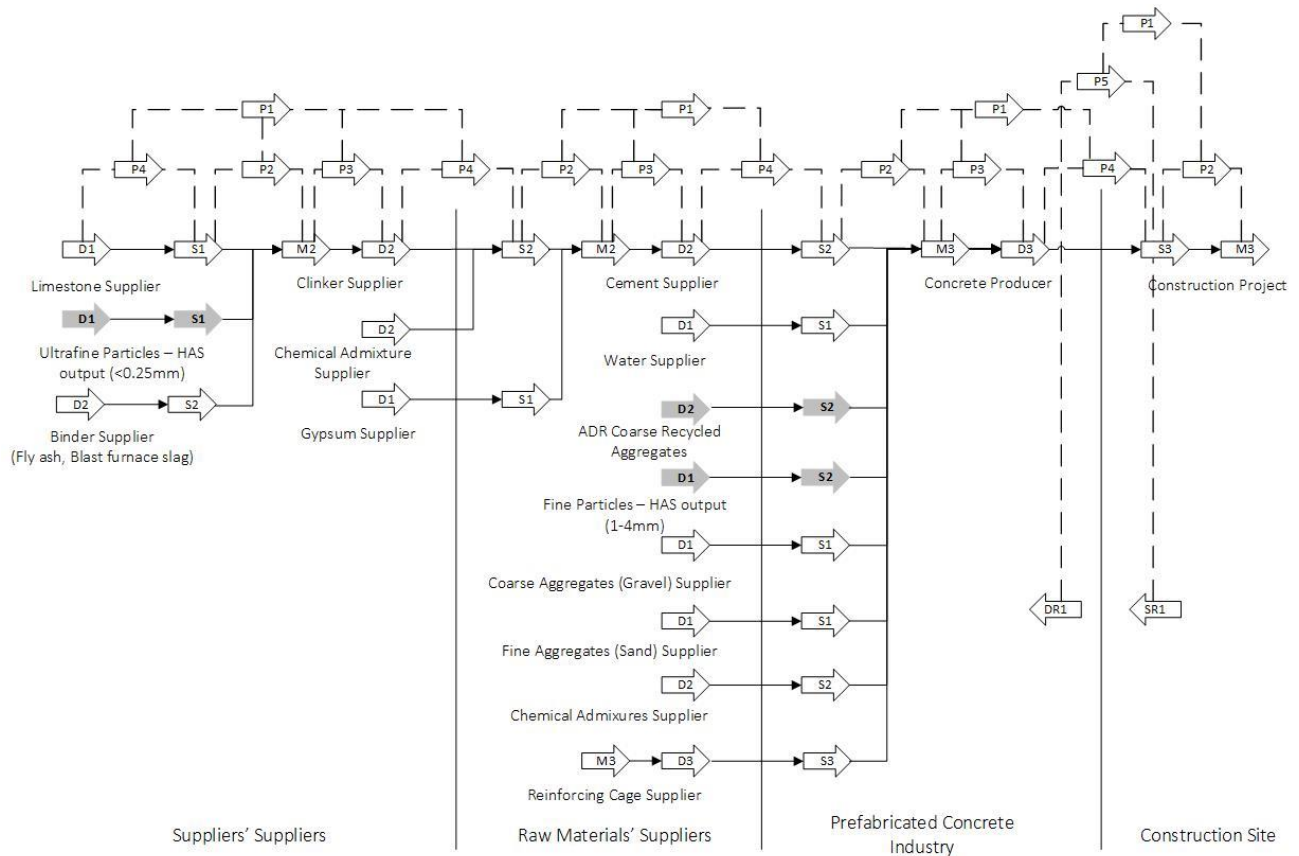 P1
P5
P1
P1
P1
P4
P2
P3
P4
P2
P3
P4
P2
P3
P4
P2
D1
S1
M2
D2
S2
M2
D2
S2
M3
D3
S3
M3
Limestone Supplier
Clinker Supplier
Cement Supplier
Concrete Producer
Construction Project
D1
S1
D2
D1
S1
Ultrafine Particles – HAS
output (<0.25mm)
Chemical Admixture
Supplier
Water Supplier
D2
S2
D1
S1
D2
S2
Binder Supplier
(Fly ash, Blast furnace slag)
Gypsum Supplier
ADR Coarse Recycled
Aggregates
D1
S2
Fine Particles – HAS output
(1-4mm)
D1
S1
Coarse Aggregates (Gravel) Supplier
DR1
SR1
D1
S1
Fine Aggregates (Sand) Supplier
D2
S2
Chemical Admixures Supplier
M3
D3
S3
Reinforcing Cage Supplier
Suppliers’ Suppliers
Raw Materials’ Suppliers
Prefabricated Concrete
Industry
Construction Site